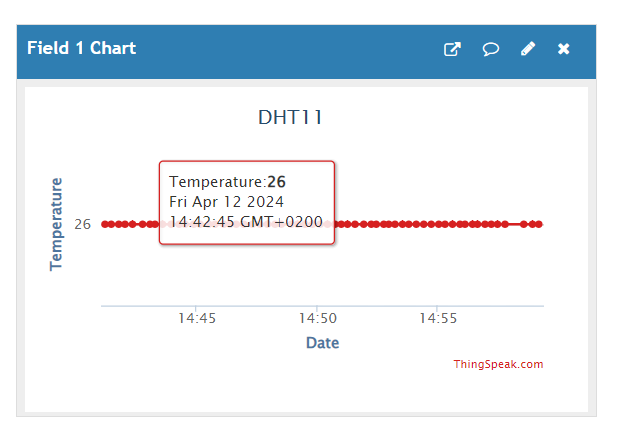 Field 1 Chart
DHT11
Temperature:26
Fri Apr 12 2024
14:42:45 GMT+0200
Temperature
26
14:45 14:50 14:55
Date
ThingSpeak.com